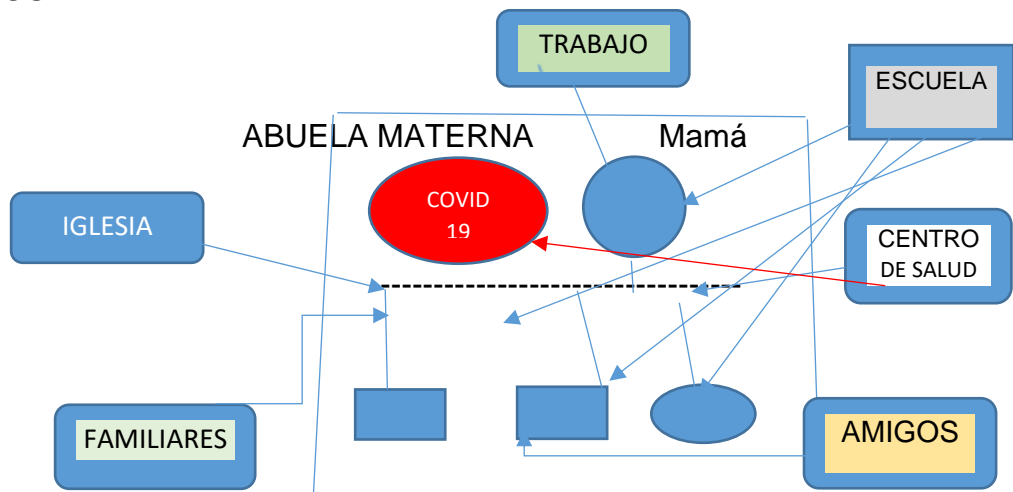 TRABAJO
ESCUELA
ABUELA MATERNA
Mamá
COVID
19
IGLESIA
CENTRO
DE SALUD
FAMILIARES
AMIGOS